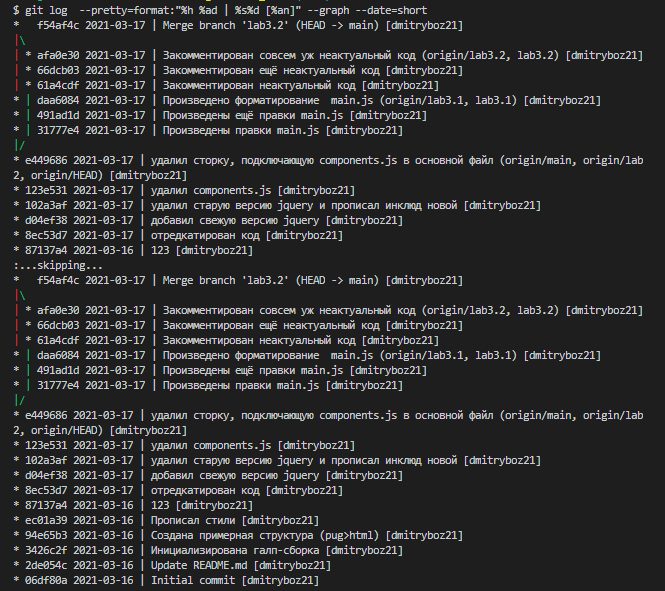 $ git log  --pretty=format:"%h %ad | %s%d [%an]" --graph --date=short
*   f54af4c 2021-03-17 | Merge branch 'lab3.2' (HEAD -> main) [dmitryboz21]
|\
| * afa0e30 2021-03-17 | Закомментирован совсем уж неактуальный код (origin/lab3.2, lab3.2) [dmitryboz21]
| * 66dcb03 2021-03-17 | Закомментирован ещё неактуальный код [dmitryboz21]
| * 61a4cdf 2021-03-17 | Закомментирован неактуальный код [dmitryboz21]
* | daa6084 2021-03-17 | Произведено форматирование  main.js (origin/lab3.1, lab3.1) [dmitryboz21]
* | 491ad1d 2021-03-17 | Произведены ещё правки main.js [dmitryboz21]
* | 31777e4 2021-03-17 | Произведены правки main.js [dmitryboz21]
|/
* e449686 2021-03-17 | удалил сторку, подключающую components.js в основной файл (origin/main, origin/lab
2, origin/HEAD) [dmitryboz21]
* 123e531 2021-03-17 | удалил components.js [dmitryboz21]
* 102a3af 2021-03-17 | удалил старую версию jquery и прописал инклюд новой [dmitryboz21]
* d04ef38 2021-03-17 | добавил свежую версию jquery [dmitryboz21]
* 8ec53d7 2021-03-17 | отредкатирован код [dmitryboz21]
* 87137a4 2021-03-16 | 123 [dmitryboz21]
:...skipping...
*   f54af4c 2021-03-17 | Merge branch 'lab3.2' (HEAD -> main) [dmitryboz21]
|\
| * afa0e30 2021-03-17 | Закомментирован совсем уж неактуальный код (origin/lab3.2, lab3.2) [dmitryboz21]
| * 66dcb03 2021-03-17 | Закомментирован ещё неактуальный код [dmitryboz21]
| * 61a4cdf 2021-03-17 | Закомментирован неактуальный код [dmitryboz21]
* | daa6084 2021-03-17 | Произведено форматирование  main.js (origin/lab3.1, lab3.1) [dmitryboz21]
* | 491ad1d 2021-03-17 | Произведены ещё правки main.js [dmitryboz21]
* | 31777e4 2021-03-17 | Произведены правки main.js [dmitryboz21]
|/
* e449686 2021-03-17 | удалил сторку, подключающую components.js в основной файл (origin/main, origin/lab
2, origin/HEAD) [dmitryboz21]
* 123e531 2021-03-17 | удалил components.js [dmitryboz21]
* 102a3af 2021-03-17 | удалил старую версию jquery и прописал инклюд новой [dmitryboz21]
* d04ef38 2021-03-17 | добавил свежую версию jquery [dmitryboz21]
* 8ec53d7 2021-03-17 | отредкатирован код [dmitryboz21]
* 87137a4 2021-03-16 | 123 [dmitryboz21]
* ec01a39 2021-03-16 | Прописал стили [dmitryboz21]
* 94e65b3 2021-03-16 | Создана примерная структура (pug>html) [dmitryboz21]
* 3426c2f 2021-03-16 | Инициализирована галп-сборка [dmitryboz21]
* 2de054c 2021-03-16 | Update README.md [dmitryboz21]
* 06df80a 2021-03-16 | Initial commit [dmitryboz21]